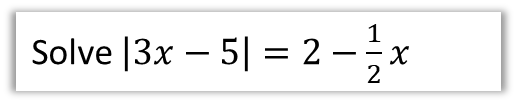 Solve |3x − 5| = 2 − ½x